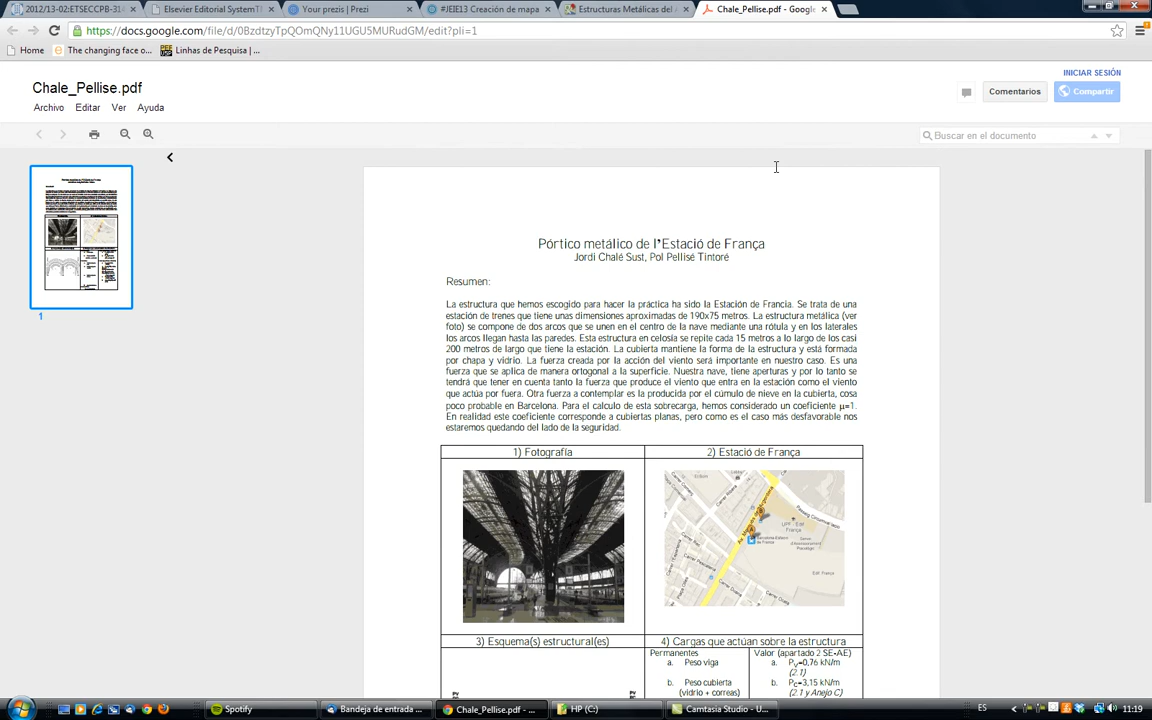 2012/13-02:ETSECCPB-314
Elsevier Editorial SystemT
Your prezis | Prezi
#JEIE13 Creación de mapa
Estructuras Metálicas del
Chale_Pellise.pdf - Google
https://docs.google.com/file/d/0BzdtzyTpQOmQNy11UGU5MURudGM/edit?pli=1
Home
The changing face o...
Linhas de Pesquisa | ...
INICIAR SESIÓN
Chale_Pellise.pdf
Comentarios
Compartir
Archivo Editar Ver Ayuda
Buscar en el documento
Pórtico metálico de l'Estació de França
Jordi Chalé Sust, Pol Pellisé Tintoré
Resumen:
La estructura que hemos escogido para hacer la práctica ha sido la Estación de Francia. Se trata de una
estación de trenes que tiene unas dimensiones aproximadas de 190x75 metros. La estructura metálica (ver
foto) se compone de dos arcos que se unen en el centro de la nave mediante una rótula y en los laterales
los arcos llegan hasta las paredes. Esta estructura en celosía se repite cada 15 metros a lo largo de los casi
200 metros de largo que tiene la estación. La cubierta mantiene la forma de la estructura y está formada
por chapa y vidrio. La fuerza creada por la acción del viento será importante en nuestro caso. Es una
fuerza que se aplica de manera ortogonal a la superficie. Nuestra nave, tiene aperturas y por lo tanto se
tendrá que tener en cuenta tanto la fuerza que produce el viento que entra en la estación como el viento
que actúa por fuera. Otra fuerza a contemplar es la producida por el cúmulo de nieve en la cubierta, cosa
poco probable en Barcelona. Para el calculo de esta sobrecarga, hemos considerado un coeficiente µ=1.
En realidad este coeficiente corresponde a cubiertas planas, pero como es el caso más desfavorable nos
estaremos quedando del lado de la seguridad.
1
1) Fotografía
2) Estació de França
3) Esquema(s) estructural(es)
4) Cargas que actúan sobre la estructura
Permanentes
Valor (apartado 2 SE-AE)
a. Peso viga
a. Pv=0,76 kN/m
(2.1)
b. Peso cubierta
b. Pc=3,15 kN/m
(vidrio + correas)
(2.1 y Anejo C)
Spotify
Bandeja de entrada ...
Chale_Pellise.pdf - ...
HP (C:)
Camtasia Studio - U...
ES
11:19